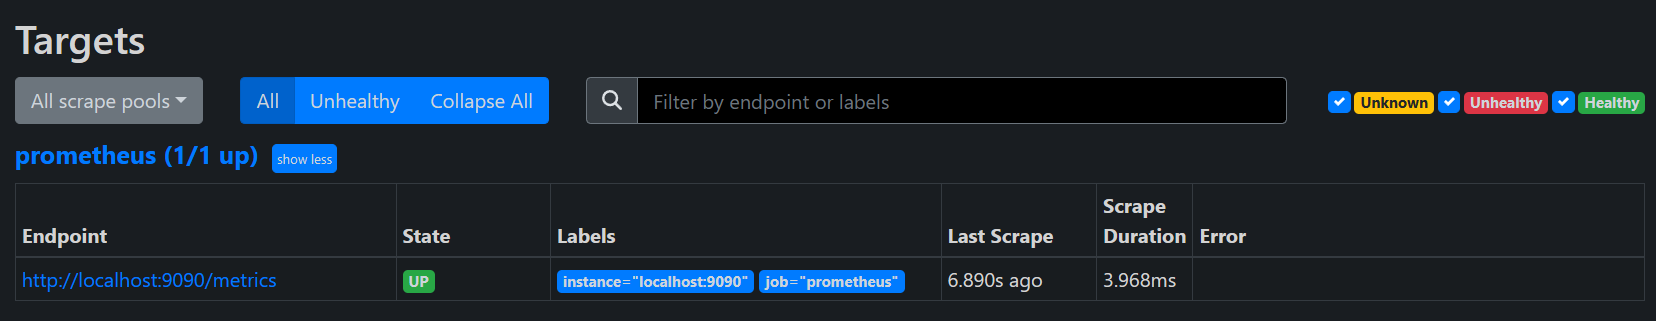 Targets
All scrape pools All Unhealthy Collapse All Filter by endpoint or labels Unknown Unhealthy Healthy
prometheus (1/1 up) show less
Endpoint State Labels Last Scrape Scrape Duration Error
http://localhost:9090/metrics UP instance="localhost:9090" job="prometheus" 6.890s ago 3.968ms